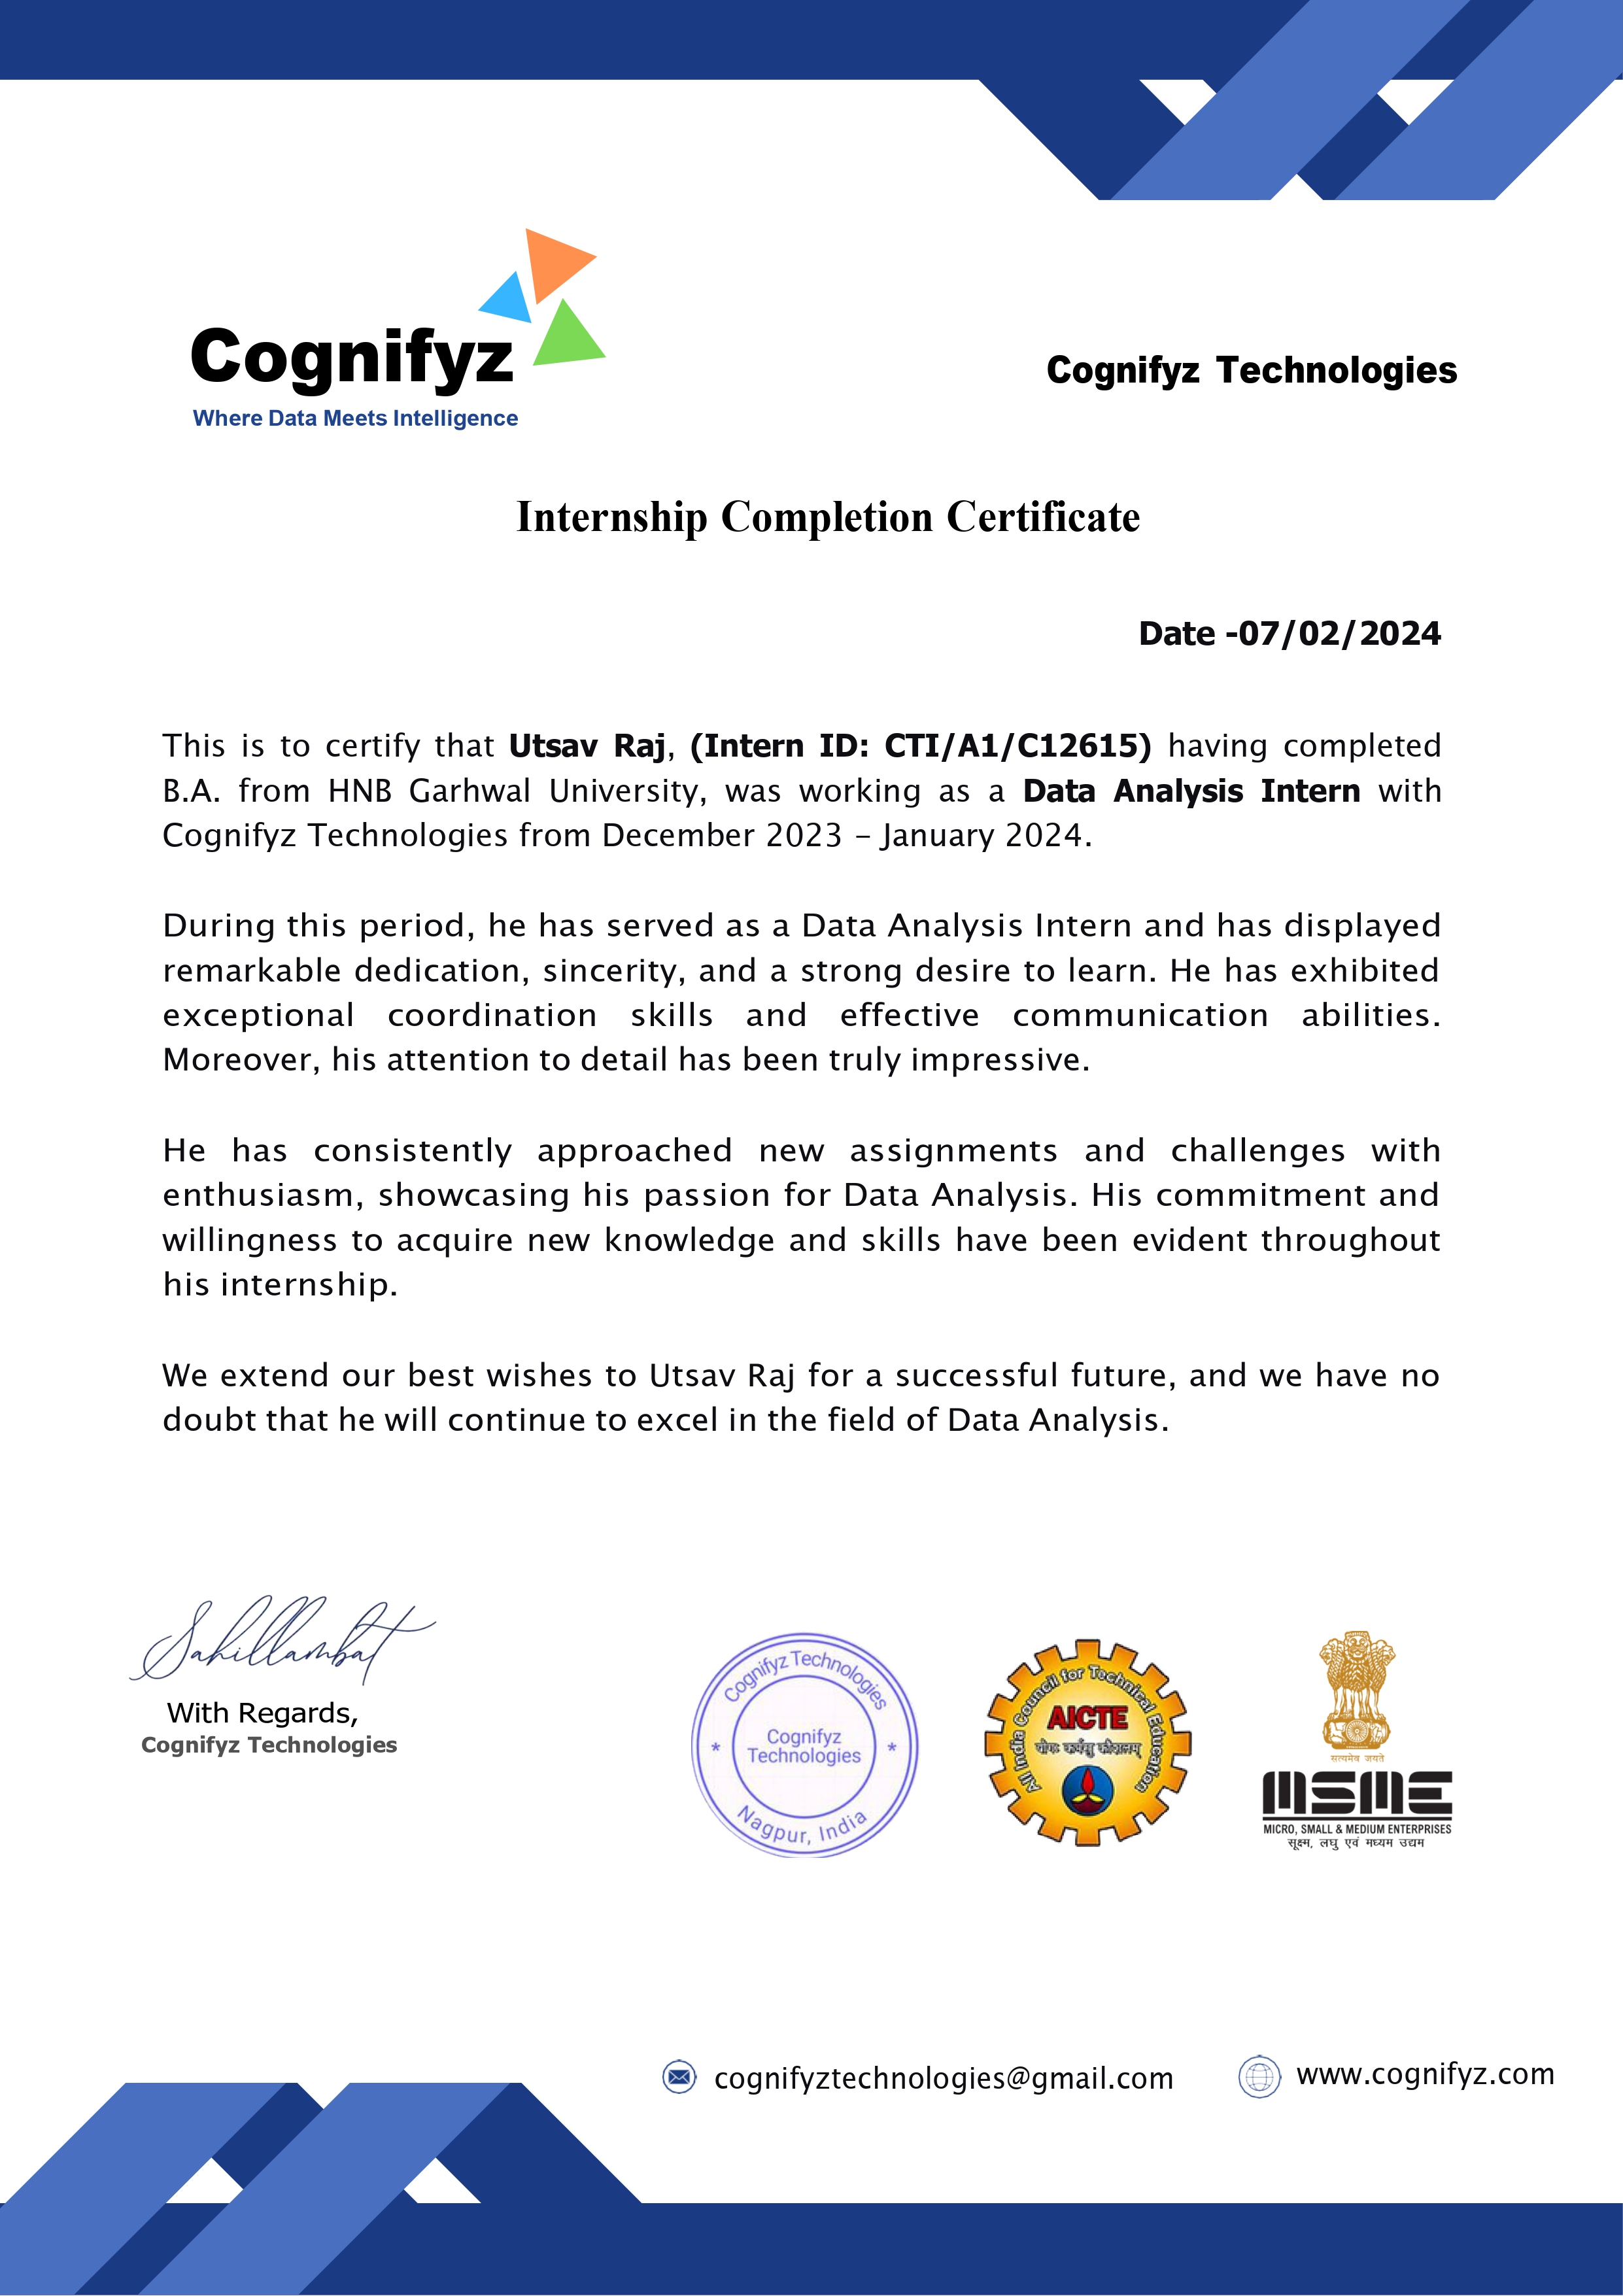 Cognifyz
Where Data Meets Intelligence
Cognifyz Technologies
Internship Completion Certificate
Date -07/02/2024
This is to certify that Utsav Raj, (Intern ID: CTI/A1/C12615) having completed
B.A. from HNB Garhwal University, was working as a Data Analysis Intern with
Cognifyz Technologies from December 2023 – January 2024.
During this period, he has served as a Data Analysis Intern and has displayed
remarkable dedication, sincerity, and a strong desire to learn. He has exhibited
exceptional coordination skills and effective communication abilities.
Moreover, his attention to detail has been truly impressive.
He has consistently approached new assignments and challenges with
enthusiasm, showcasing his passion for Data Analysis. His commitment and
willingness to acquire new knowledge and skills have been evident throughout
his internship.
We extend our best wishes to Utsav Raj for a successful future, and we have no
doubt that he will continue to excel in the field of Data Analysis.
Sahillambat
With Regards,
Cognifyz Technologies
Cognifyz Technologies
Cognifyz
Technologies
* *
Nagpur, India
All India Council for Technical Education
AICTE
योगः कर्मसु कौशलम्
सत्यमेव जयते
MSME
MICRO, SMALL & MEDIUM ENTERPRISES
सूक्ष्म, लघु एवं मध्यम उद्यम
cognifyztechnologies@gmail.com
www.cognifyz.com